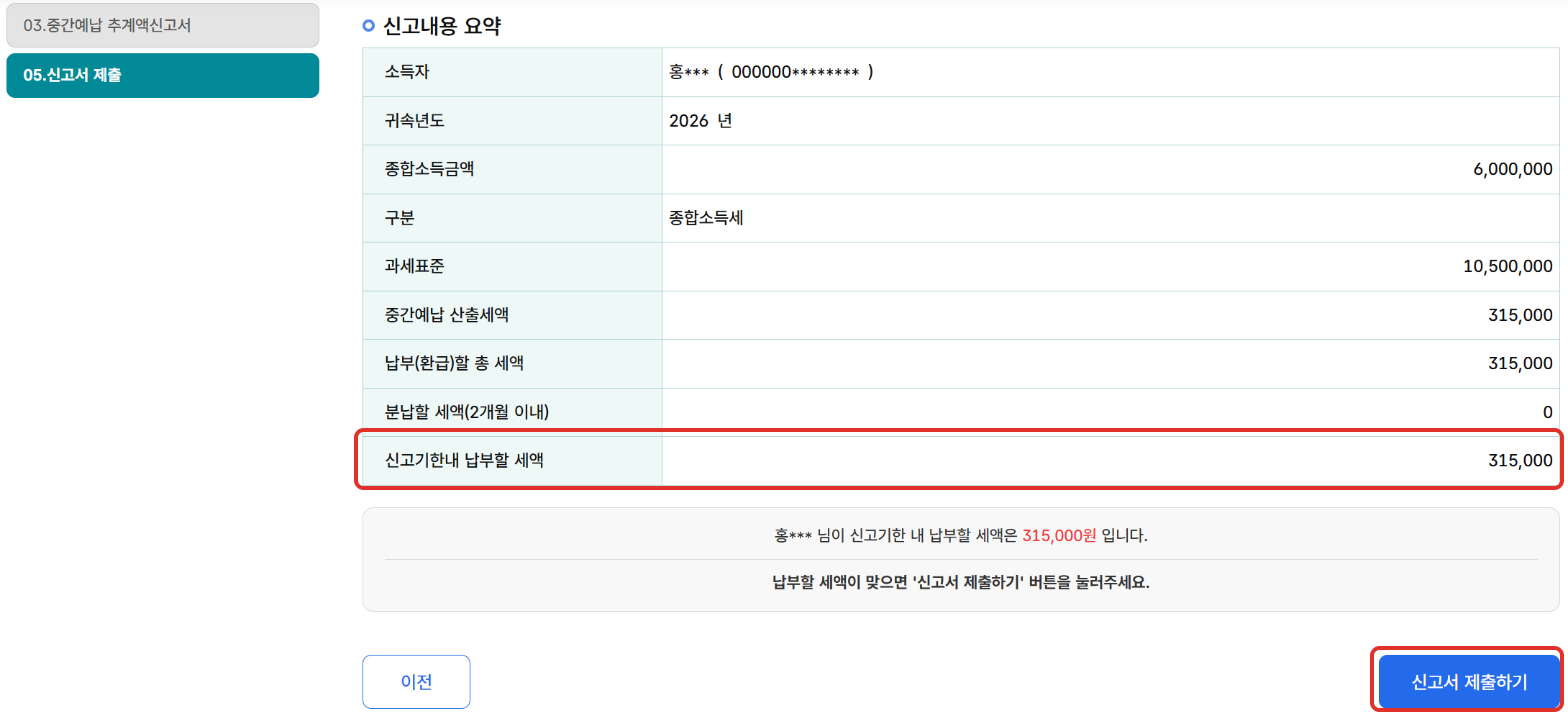 03.중간예납 추계액신고서
05.신고서 제출
신고내용 요약
소득자 홍*** ( 000000******** )
귀속년도 2026 년
종합소득금액 6,000,000
구분 종합소득세
과세표준 10,500,000
중간예납 산출세액 315,000
납부(환급)할 총 세액 315,000
분납할 세액(2개월 이내) 0
신고기한내 납부할 세액 315,000
홍*** 님이 신고기한 내 납부할 세액은 315,000원 입니다.
납부할 세액이 맞으면 '신고서 제출하기' 버튼을 눌러주세요.
이전
신고서 제출하기